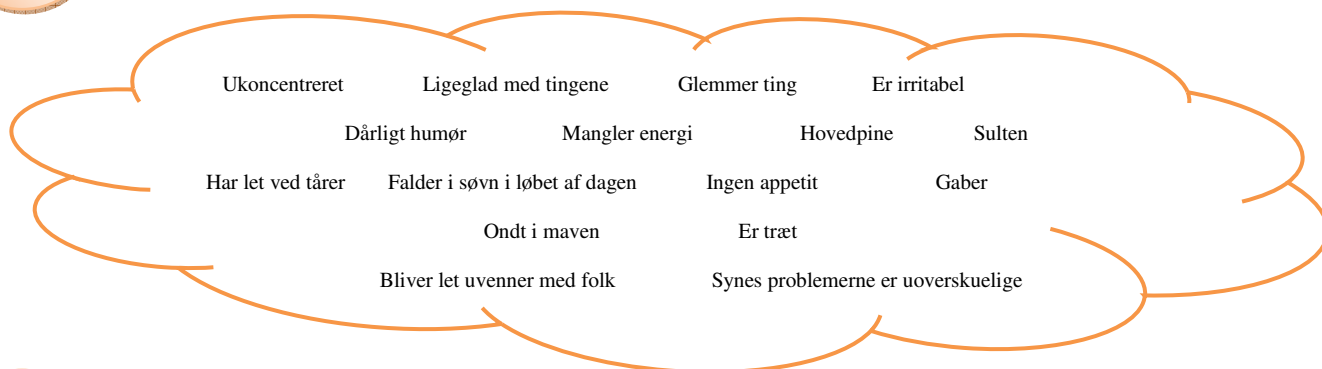 Ukoncentreret Ligeglad med tingene Glemmer ting Er irritabel
Dårligt humør Mangler energi Hovedpine Sulten
Har let ved tårer Falder i søvn i løbet af dagen Ingen appetit Gaber
Ondt i maven Er træt
Bliver let uvenner med folk Synes problemerne er uoverskuelige